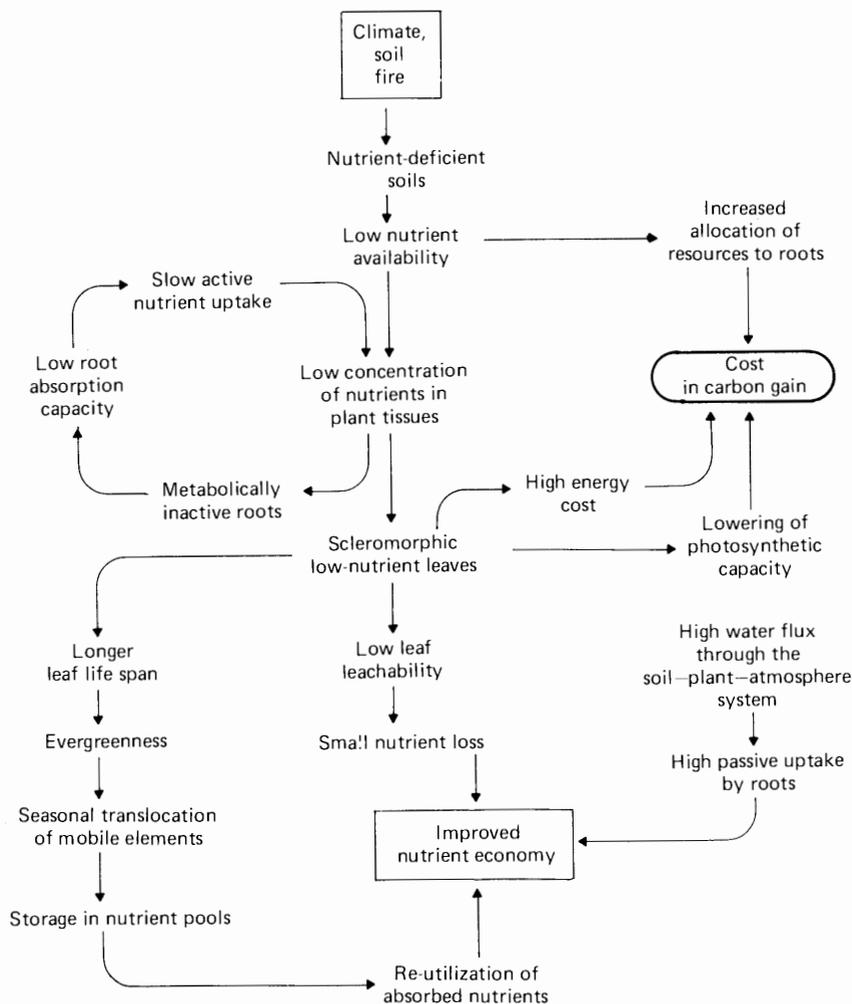 Climate,
soil
fire
Nutrient-deficient
soils
Low nutrient
availability
Increased
allocation of
resources to roots
Slow active
nutrient uptake
Low root
absorption
capacity
Low concentration
of nutrients in
plant tissues
Cost
in carbon gain
Metabolically
inactive roots
High energy
cost
Scleromorphic
low-nutrient leaves
Lowering of
photosynthetic
capacity
Longer
leaf life span
Low leaf
leachability
High water flux
through the
soil—plant—atmosphere
system
Evergreenness
Small nutrient loss
High passive uptake
by roots
Seasonal translocation
of mobile elements
Improved
nutrient economy
Storage in nutrient pools
Re-utilization of
absorbed nutrients